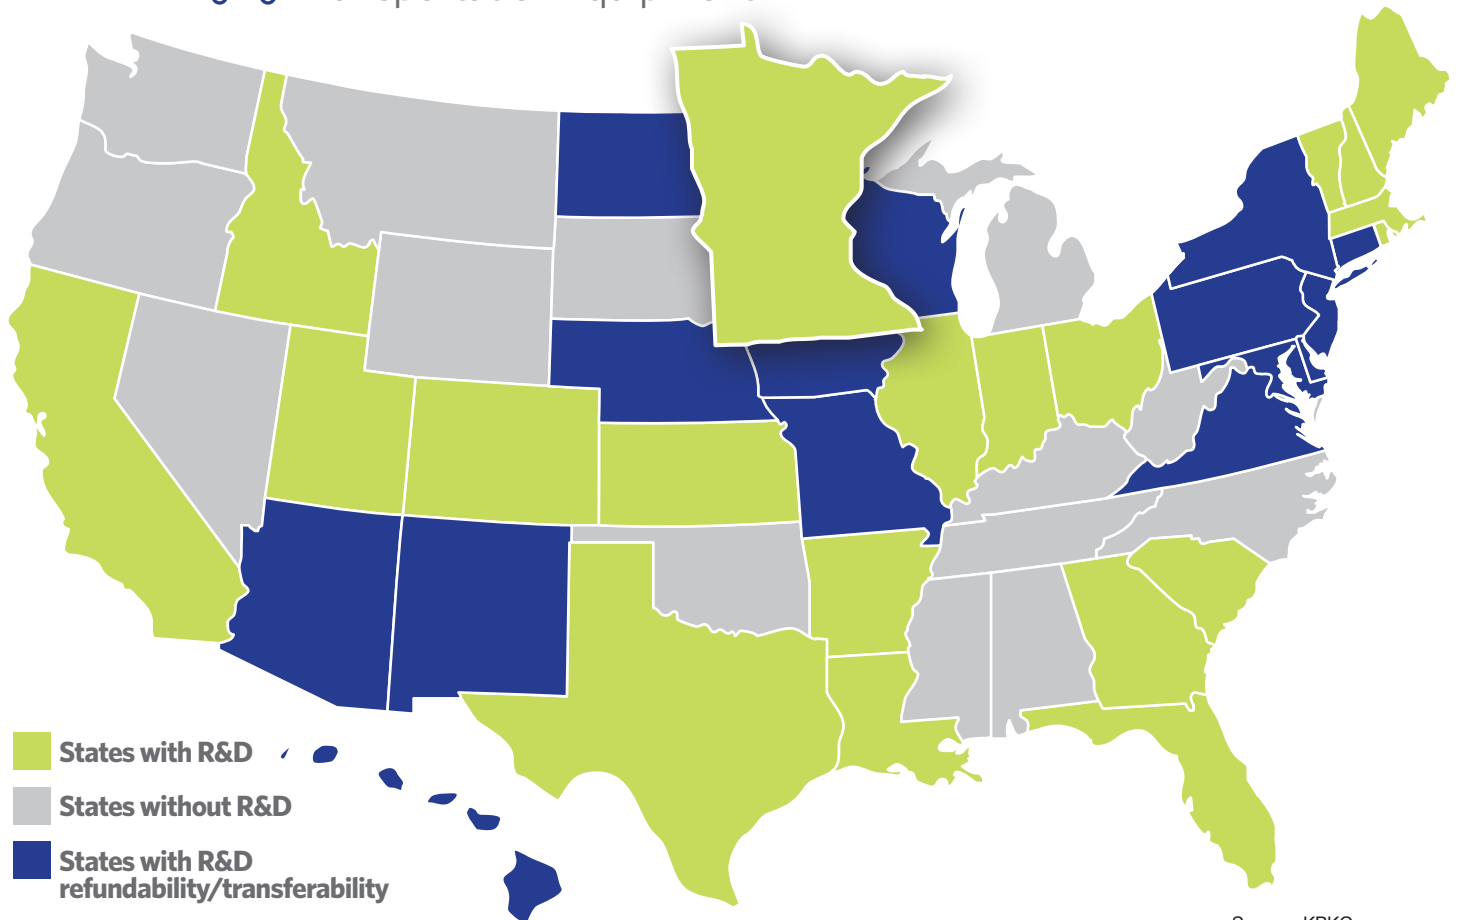 States with R&D
States without R&D
States with R&D
refundability/transferability